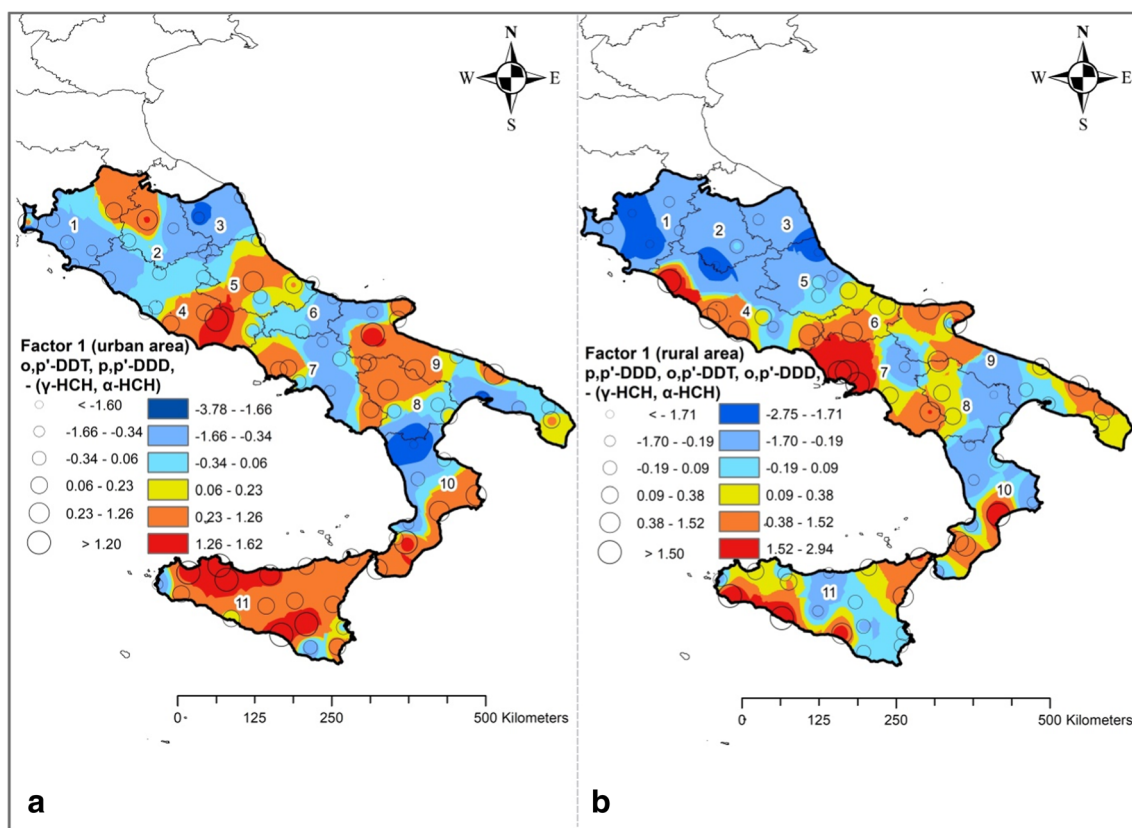 N
W E
S
1
2
3
4
5
6
7
8
9
10
11
Factor 1 (urban area)
o,p'-DDT, p,p'-DDD,
- (γ-HCH, α-HCH)
< -1.60 -3.78 - -1.66
-1.66 - -0.34 -1.66 - -0.34
-0.34 - 0.06 -0.34 - 0.06
0.06 - 0.23 0.06 - 0.23
0.23 - 1.26 0.23 - 1.26
> 1.20 1.26 - 1.62
0 125 250 500 Kilometers
a
N
W E
S
1
2
3
4
5
6
7
8
9
10
11
Factor 1 (rural area)
p,p'-DDD, o,p'-DDT, o,p'-DDD,
- (γ-HCH, α-HCH)
< -1.71 -2.75 - -1.71
-1.70 - -0.19 -1.70 - -0.19
-0.19 - 0.09 -0.19 - 0.09
0.09 - 0.38 0.09 - 0.38
0.38 - 1.52 0.38 - 1.52
> 1.50 1.52 - 2.94
0 125 250 500 Kilometers
b